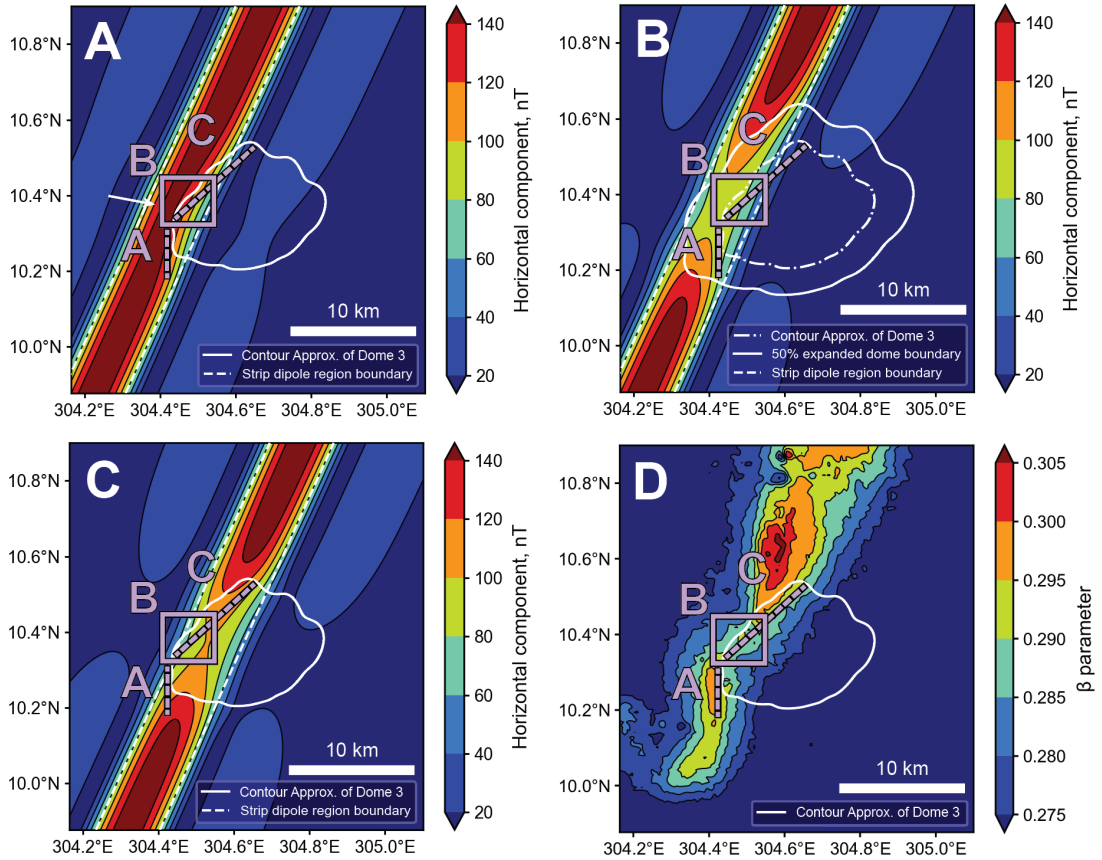 A
10.8°N
10.6°N
10.4°N
10.2°N
10.0°N
C
B
A
10 km
Contour Approx. of Dome 3
Strip dipole region boundary
304.2°E 304.4°E 304.6°E 304.8°E 305.0°E
140
120
100
80
60
40
20
Horizontal component, nT
B
10.8°N
10.6°N
10.4°N
10.2°N
10.0°N
C
B
A
10 km
Contour Approx. of Dome 3
50% expanded dome boundary
Strip dipole region boundary
304.2°E 304.4°E 304.6°E 304.8°E 305.0°E
140
120
100
80
60
40
20
Horizontal component, nT
C
10.8°N
10.6°N
10.4°N
10.2°N
10.0°N
C
B
A
10 km
Contour Approx. of Dome 3
Strip dipole region boundary
304.2°E 304.4°E 304.6°E 304.8°E 305.0°E
140
120
100
80
60
40
20
Horizontal component, nT
D
10.8°N
10.6°N
10.4°N
10.2°N
10.0°N
C
B
A
10 km
Contour Approx. of Dome 3
304.2°E 304.4°E 304.6°E 304.8°E 305.0°E
0.305
0.300
0.295
0.290
0.285
0.280
0.275
β parameter